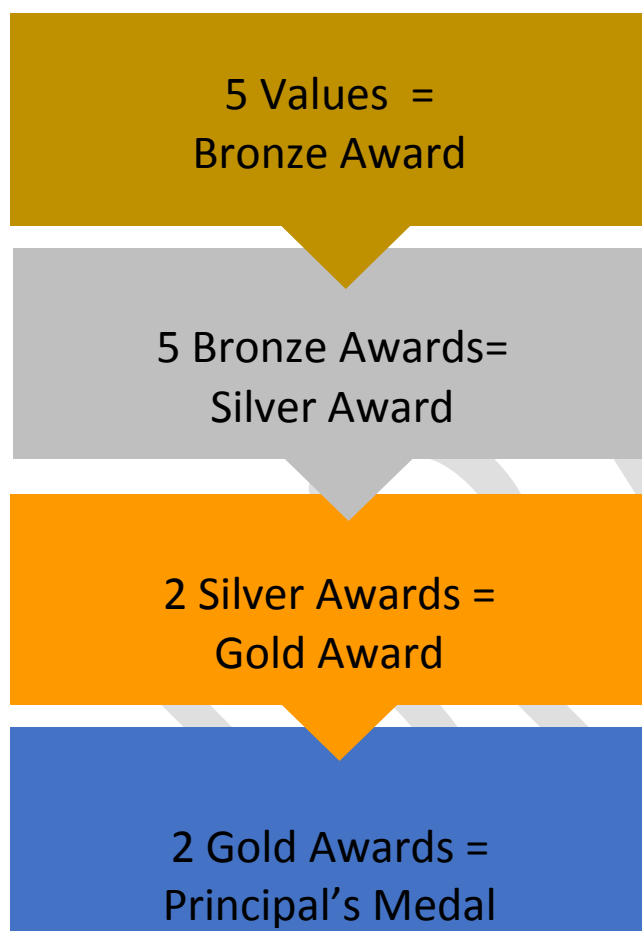 5 Values  =
Bronze Award
5 Bronze Awards=
Silver Award
2 Silver Awards =
Gold Award
2 Gold Awards =
Principal’s Medal